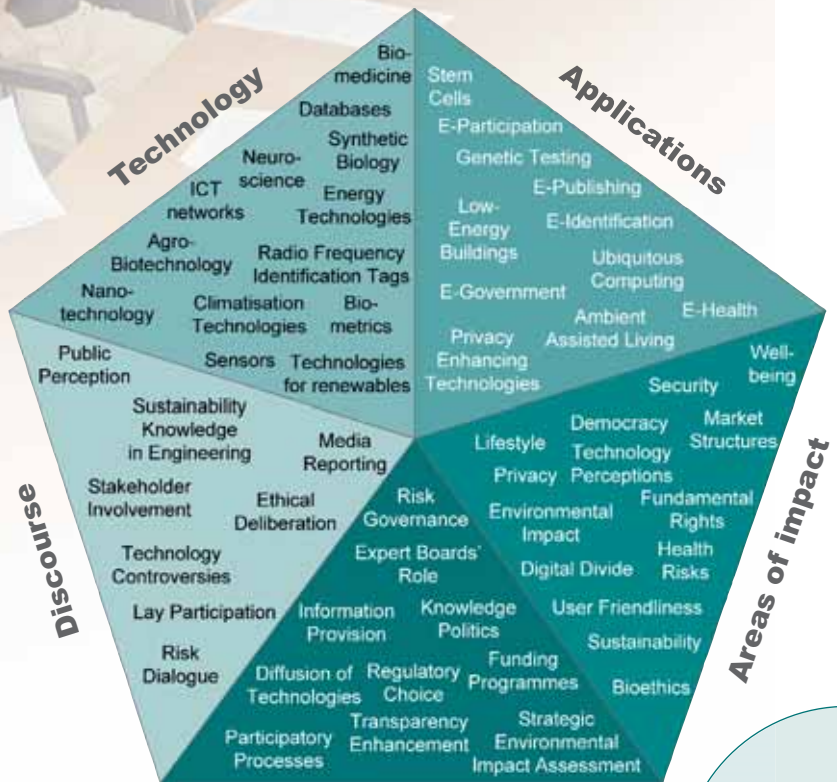 Technology
Bio-
medicine
Databases
Synthetic
Biology
Neuro-
science
ICT
networks
Energy
Technologies
Agro-
Biotechnology
Radio Frequency
Identification Tags
Nano-
technology
Climatisation
Technologies
Bio-
metrics
Sensors
Technologies
for renewables
Applications
Stem
Cells
E-Participation
Genetic Testing
E-Publishing
Low-
Energy
Buildings
E-Identification
Ubiquitous
Computing
E-Government
E-Health
Ambient
Assisted Living
Privacy
Enhancing
Technologies
Areas of impact
Well-
being
Security
Democracy
Market
Structures
Lifestyle
Technology
Perceptions
Privacy
Fundamental
Rights
Environmental
Impact
Health
Risks
Digital Divide
User Friendliness
Sustainability
Bioethics
Risk
Governance
Expert Boards'
Role
Information
Provision
Knowledge
Politics
Funding
Programmes
Diffusion of
Technologies
Regulatory
Choice
Transparency
Enhancement
Strategic
Environmental
Impact Assessment
Participatory
Processes
Discourse
Public
Perception
Sustainability
Knowledge
in Engineering
Media
Reporting
Stakeholder
Involvement
Ethical
Deliberation
Technology
Controversies
Lay Participation
Risk
Dialogue